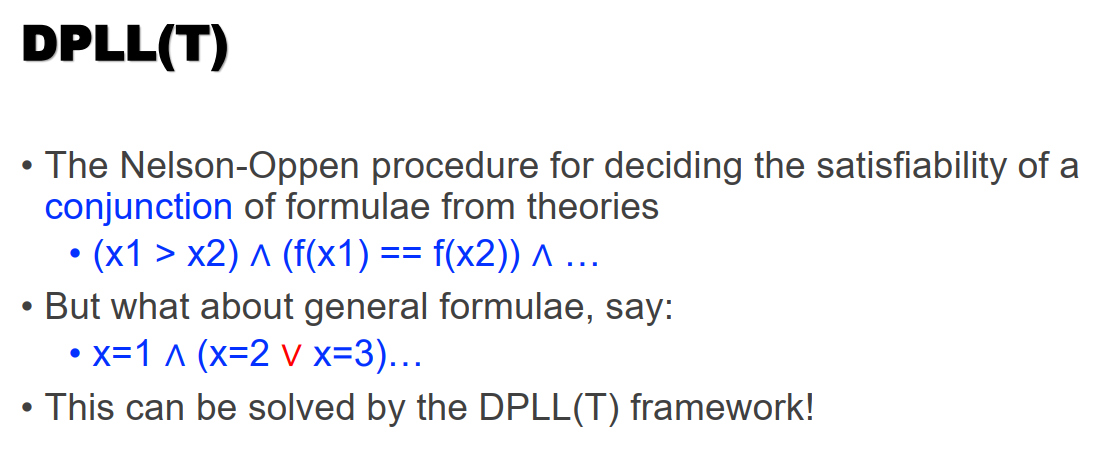 DPLL(T)
• The Nelson-Oppen procedure for deciding the satisfiability of a
conjunction of formulae from theories
• (x1 > x2) ∧ (f(x1) == f(x2)) ∧ …
• But what about general formulae, say:
• x=1 ∧ (x=2 ∨ x=3)…
• This can be solved by the DPLL(T) framework!